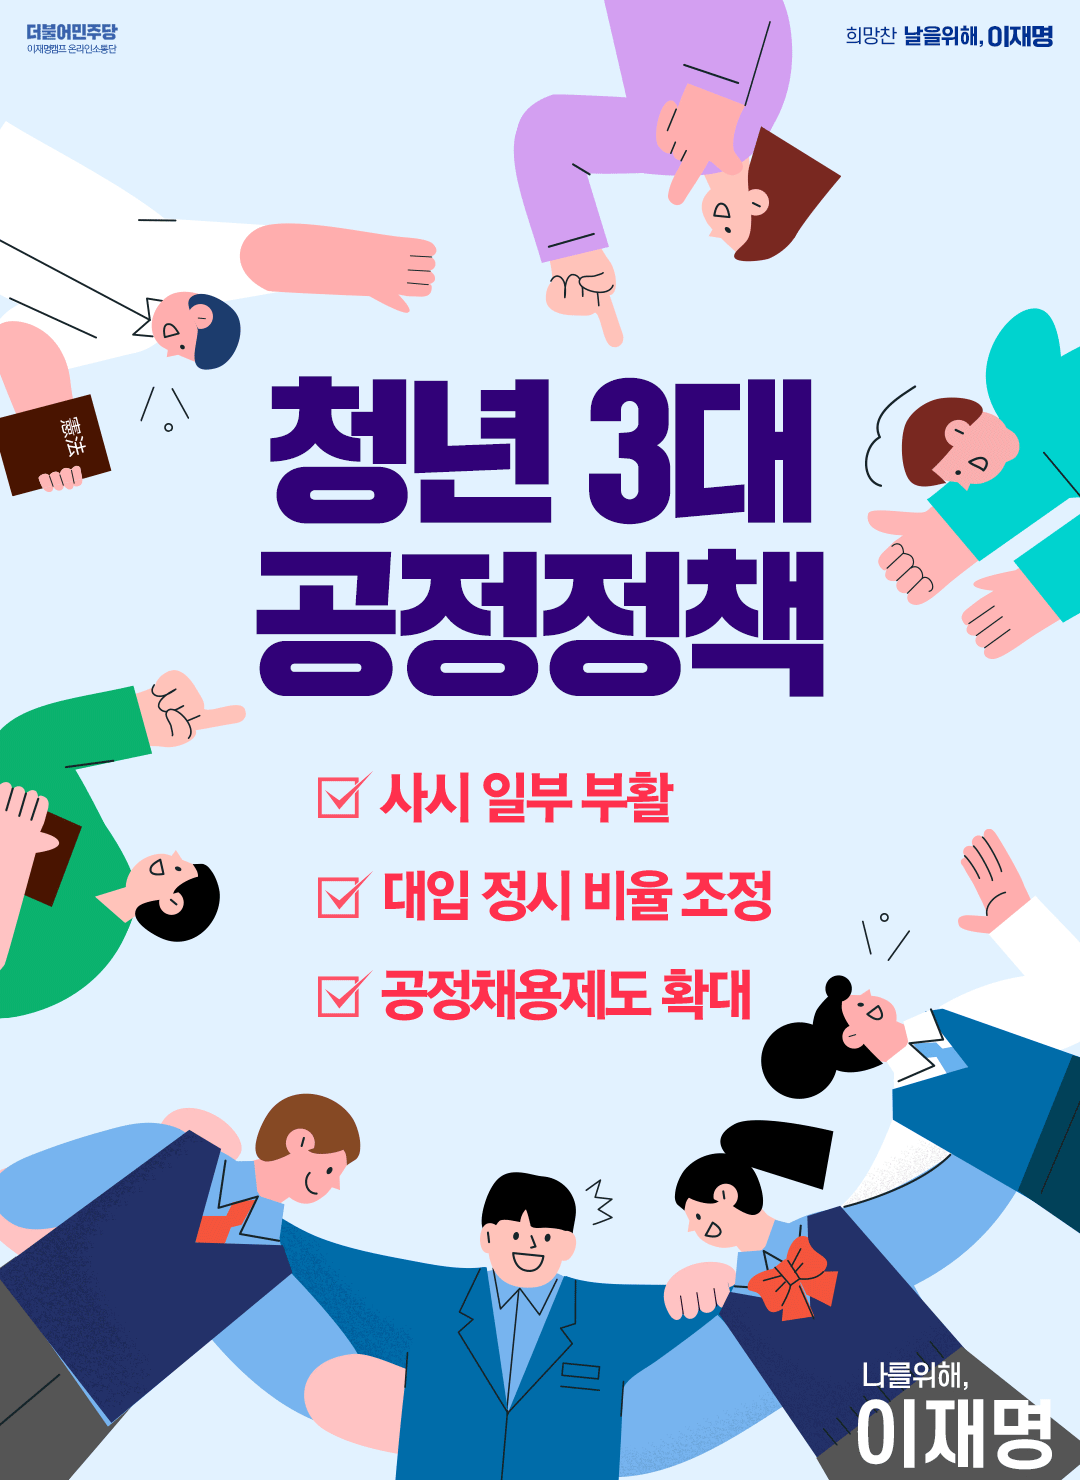 더불어민주당
이재명캠프 온라인소통단
희망찬 날을위해, 이재명
憲法
청년 3대
공정정책
사시 일부 부활
대입 정시 비율 조정
공정채용제도 확대
나를위해,
이재명